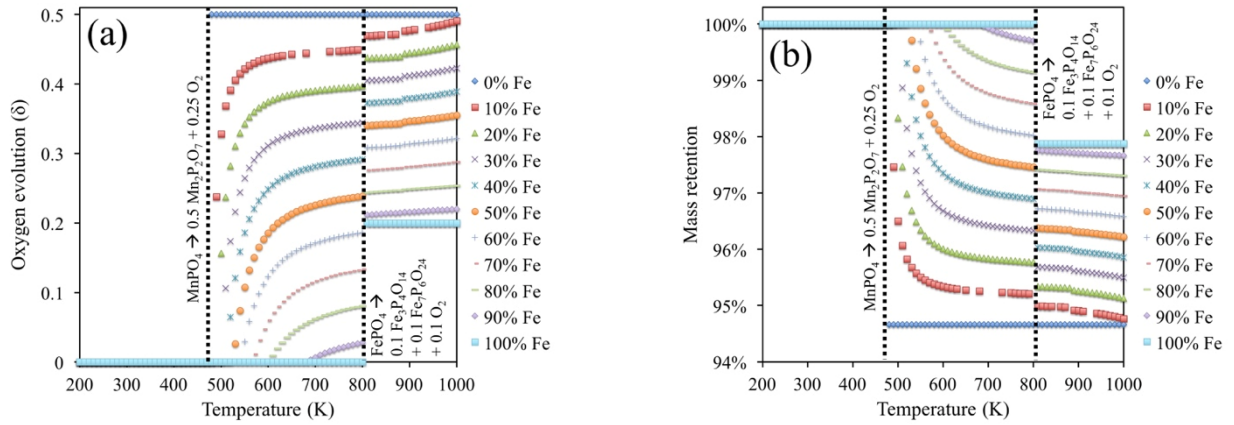 (a)
Oxygen evolution (δ)
0.5
0.4
0.3
0.2
0.1
0
200 300 400 500 600 700 800 900 1000
Temperature (K)
MnPO₄ → 0.5 Mn₂P₂O₇ + 0.25 O₂
FePO₄ →
0.1 Fe₃P₄O₁₄
+ 0.1 Fe₇P₆O₂₄
+ 0.1 O₂
0% Fe
10% Fe
20% Fe
30% Fe
40% Fe
50% Fe
60% Fe
70% Fe
80% Fe
90% Fe
100% Fe
(b)
Mass retention
100%
99%
98%
97%
96%
95%
94%
200 300 400 500 600 700 800 900 1000
Temperature (K)
MnPO₄ → 0.5 Mn₂P₂O₇ + 0.25 O₂
FePO₄ →
0.1 Fe₃P₄O₁₄
+ 0.1 Fe₇P₆O₂₄
+ 0.1 O₂
0% Fe
10% Fe
20% Fe
30% Fe
40% Fe
50% Fe
60% Fe
70% Fe
80% Fe
90% Fe
100% Fe